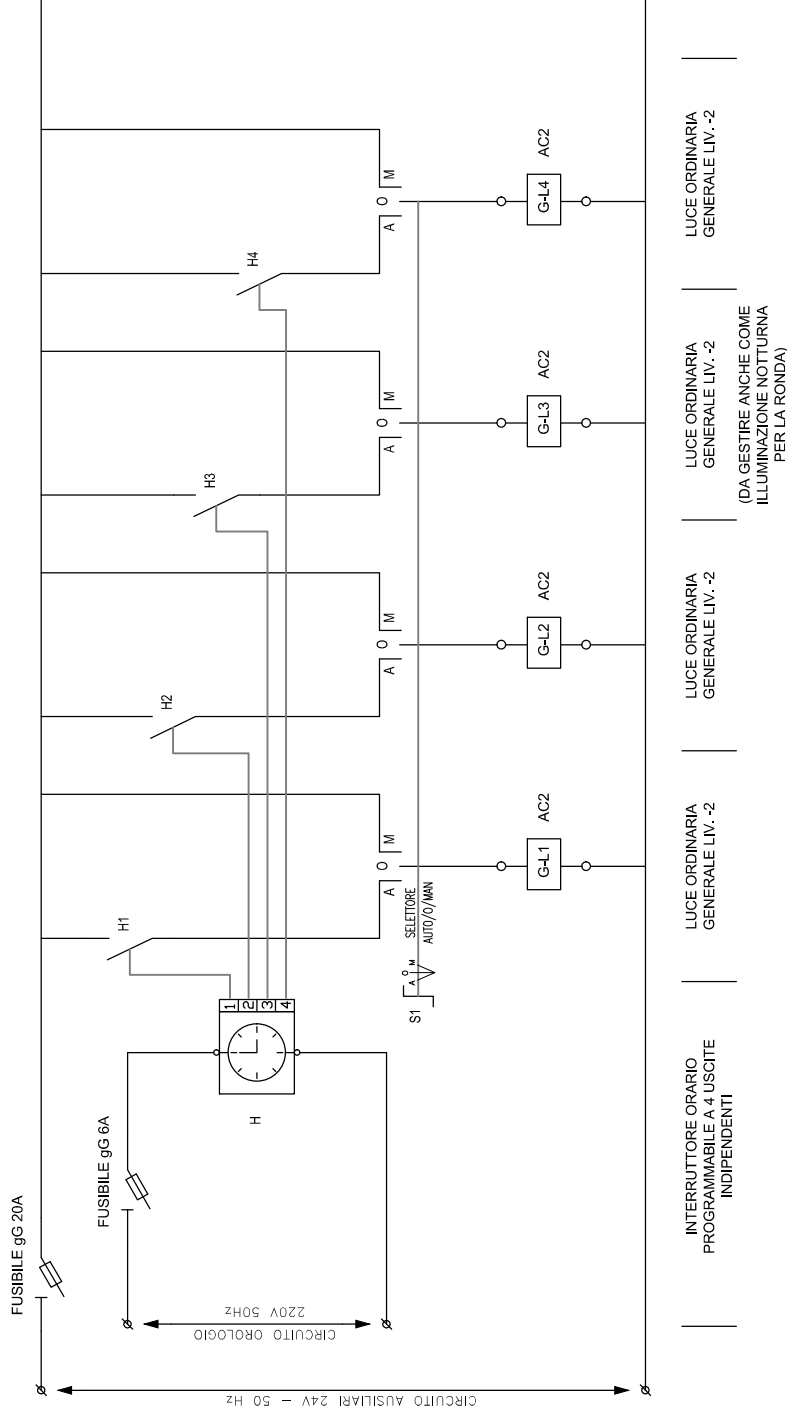 FUSIBILE gG 20A
FUSIBILE gG 6A
CIRCUITO AUSILIARI 24V - 50 Hz
CIRCUITO OROLOGIO
220V 50Hz
H
1
2
3
4
H1
H2
H3
H4
A O M
A O M
A O M
A O M
S1
A O M
SELETTORE
AUTO/O/MAN
G-L1
AC2
G-L2
AC2
G-L3
AC2
G-L4
AC2
INTERRUTTORE ORARIO
PROGRAMMABILE A 4 USCITE
INDIPENDENTI
LUCE ORDINARIA
GENERALE LIV. -2
LUCE ORDINARIA
GENERALE LIV. -2
LUCE ORDINARIA
GENERALE LIV. -2
(DA GESTIRE ANCHE COME
ILLUMINAZIONE NOTTURNA
PER LA RONDA)
LUCE ORDINARIA
GENERALE LIV. -2